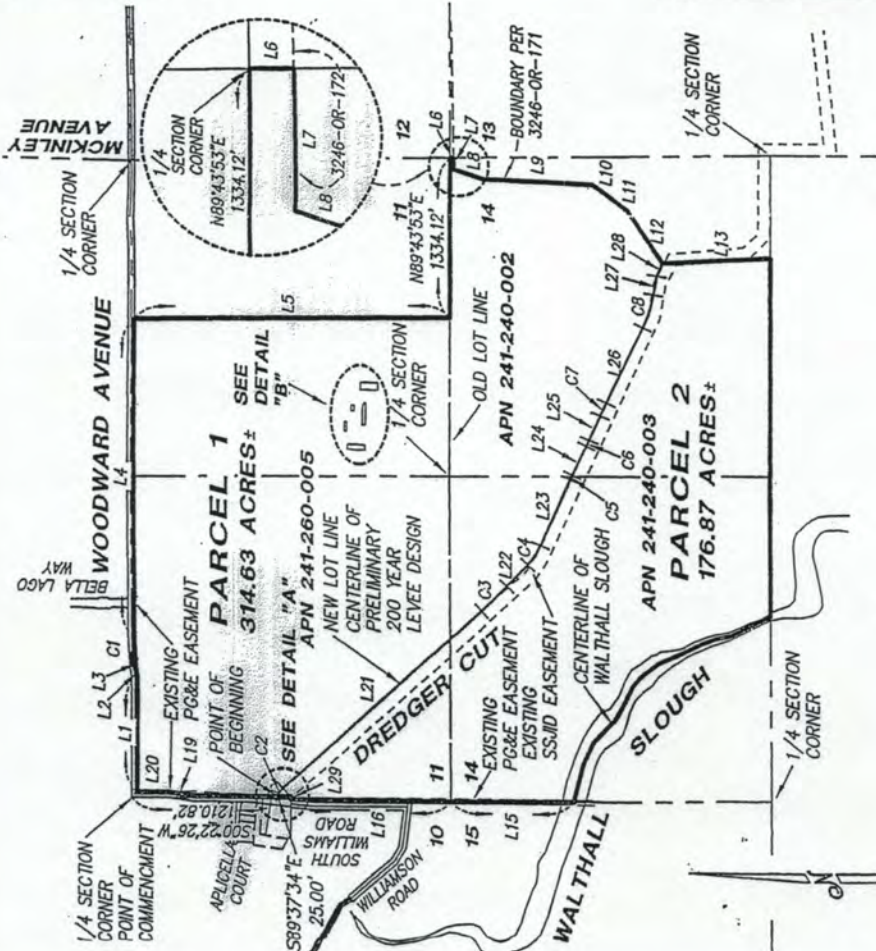 MCKINLEY
AVENUE
1/4 SECTION
CORNER
WOODWARD AVENUE
BELLA LAGO
WAY
L4
L3
L2
C1
L1
EXISTING
PG&E EASEMENT
L19
L20
POINT OF
BEGINNING
C2
1/4 SECTION
CORNER
POINT OF
COMMENCMENT
S00°22'26"W
1210.82'
APLICELLA
COURT
S89°37'34"E
25.00'
SOUTH
WILLIAMS
ROAD
WILLIAMSON
ROAD
L16
L29
10
11
15
14
L15
PARCEL 1
314.63 ACRES±
SEE DETAIL "A"
APN 241-260-005
NEW LOT LINE
CENTERLINE OF
PRELIMINARY
200 YEAR
LEVEE DESIGN
SEE
DETAIL
"B"
1/4 SECTION
CORNER
L5
1/4
SECTION
CORNER
N89°43'53"E
1334.12'
L6
L7
L8
3246-OR-172
11
12
14
13
N89°43'53"E
1334.12'
L6
L7
L8
BOUNDARY PER
3246-OR-171
L9
L10
L11
L12
L13
1/4 SECTION
CORNER
OLD LOT LINE
APN 241-240-002
L28
L27
C8
L26
C7
L25
C6
L24
C5
L23
C4
L22
C3
L21
DREDGER CUT
EXISTING
PG&E EASEMENT
EXISTING
SSJID EASEMENT
CENTERLINE OF
WALTHALL SLOUGH
APN 241-240-003
PARCEL 2
176.87 ACRES±
WALTHALL
SLOUGH
1/4 SECTION
CORNER
N